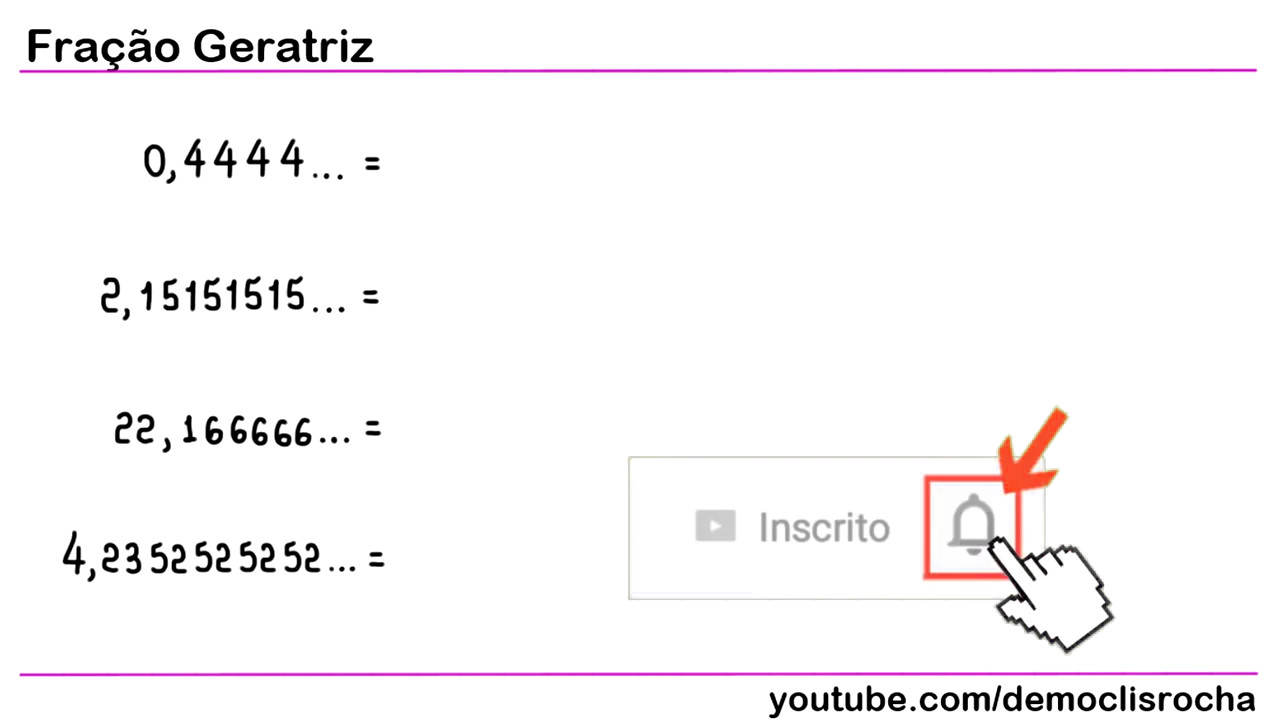 Fração Geratriz
0,4444... =
2,15151515... =
22,166666... =
Inscrito
4,2352525252... =
youtube.com/democlisrocha